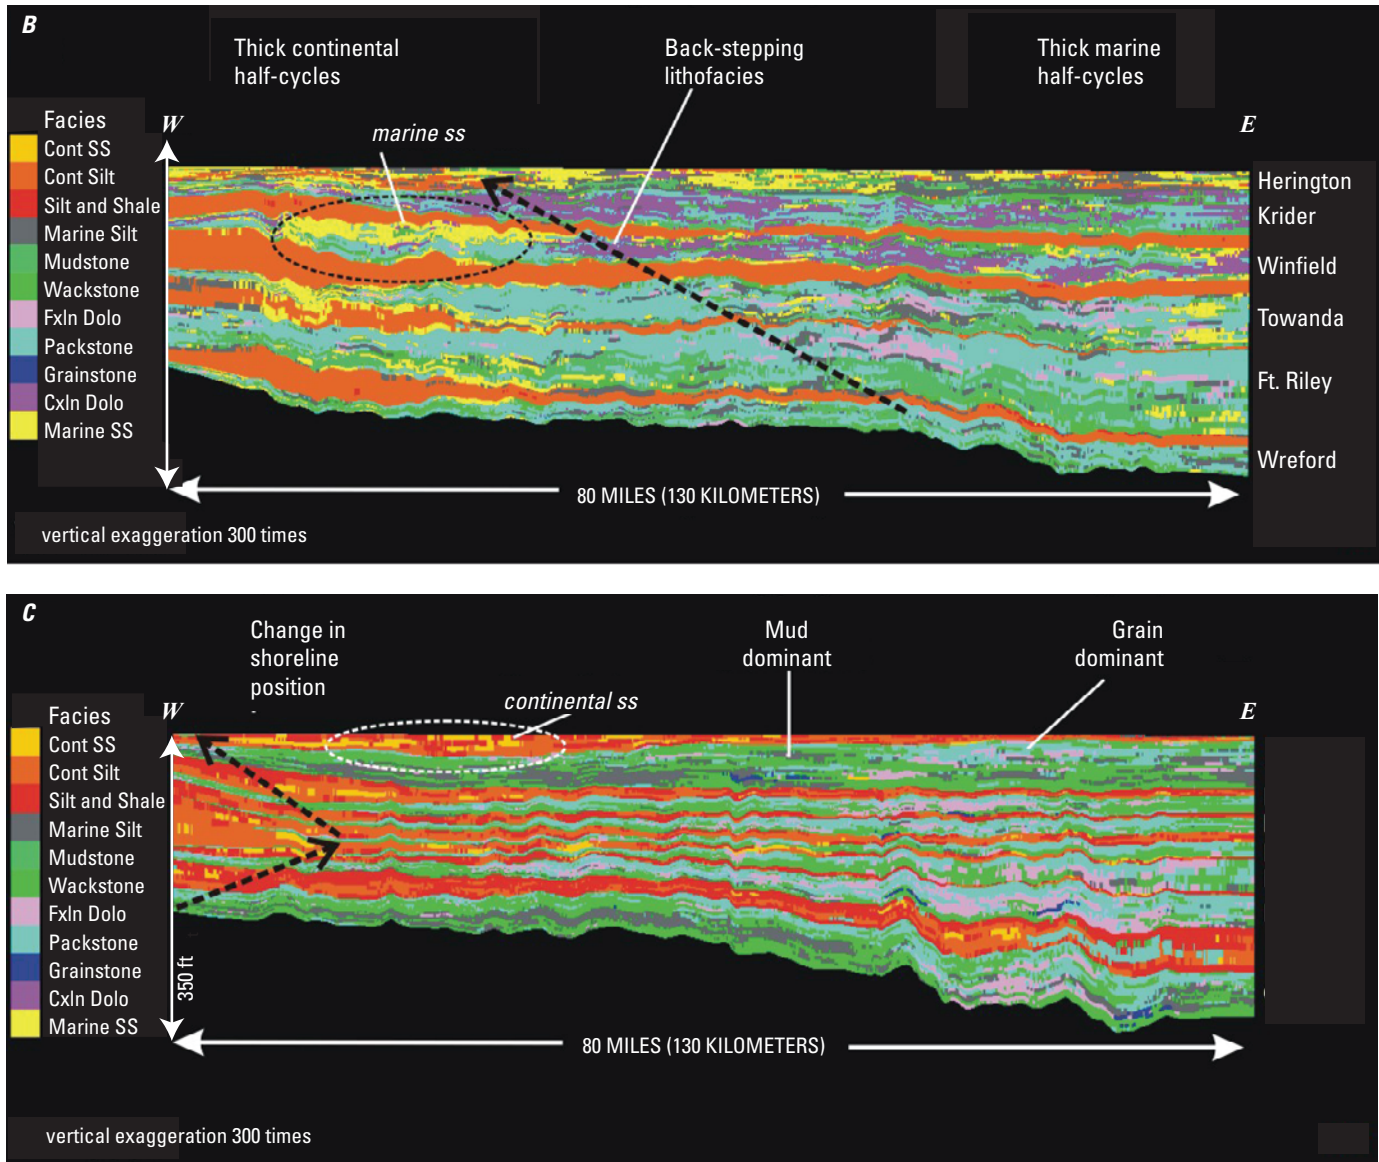 B
Thick continental
half-cycles
Back-stepping
lithofacies
Thick marine
half-cycles
Facies
W
marine ss
E
Cont SS
Cont Silt
Silt and Shale
Marine Silt
Mudstone
Wackstone
Fxln Dolo
Packstone
Grainstone
Cxln Dolo
Marine SS
Herington
Krider
Winfield
Towanda
Ft. Riley
Wreford
80 MILES (130 KILOMETERS)
vertical exaggeration 300 times
C
Change in
shoreline
position
Mud
dominant
Grain
dominant
Facies
W
continental ss
E
Cont SS
Cont Silt
Silt and Shale
Marine Silt
Mudstone
Wackstone
Fxln Dolo
Packstone
Grainstone
Cxln Dolo
Marine SS
350 ft
80 MILES (130 KILOMETERS)
vertical exaggeration 300 times